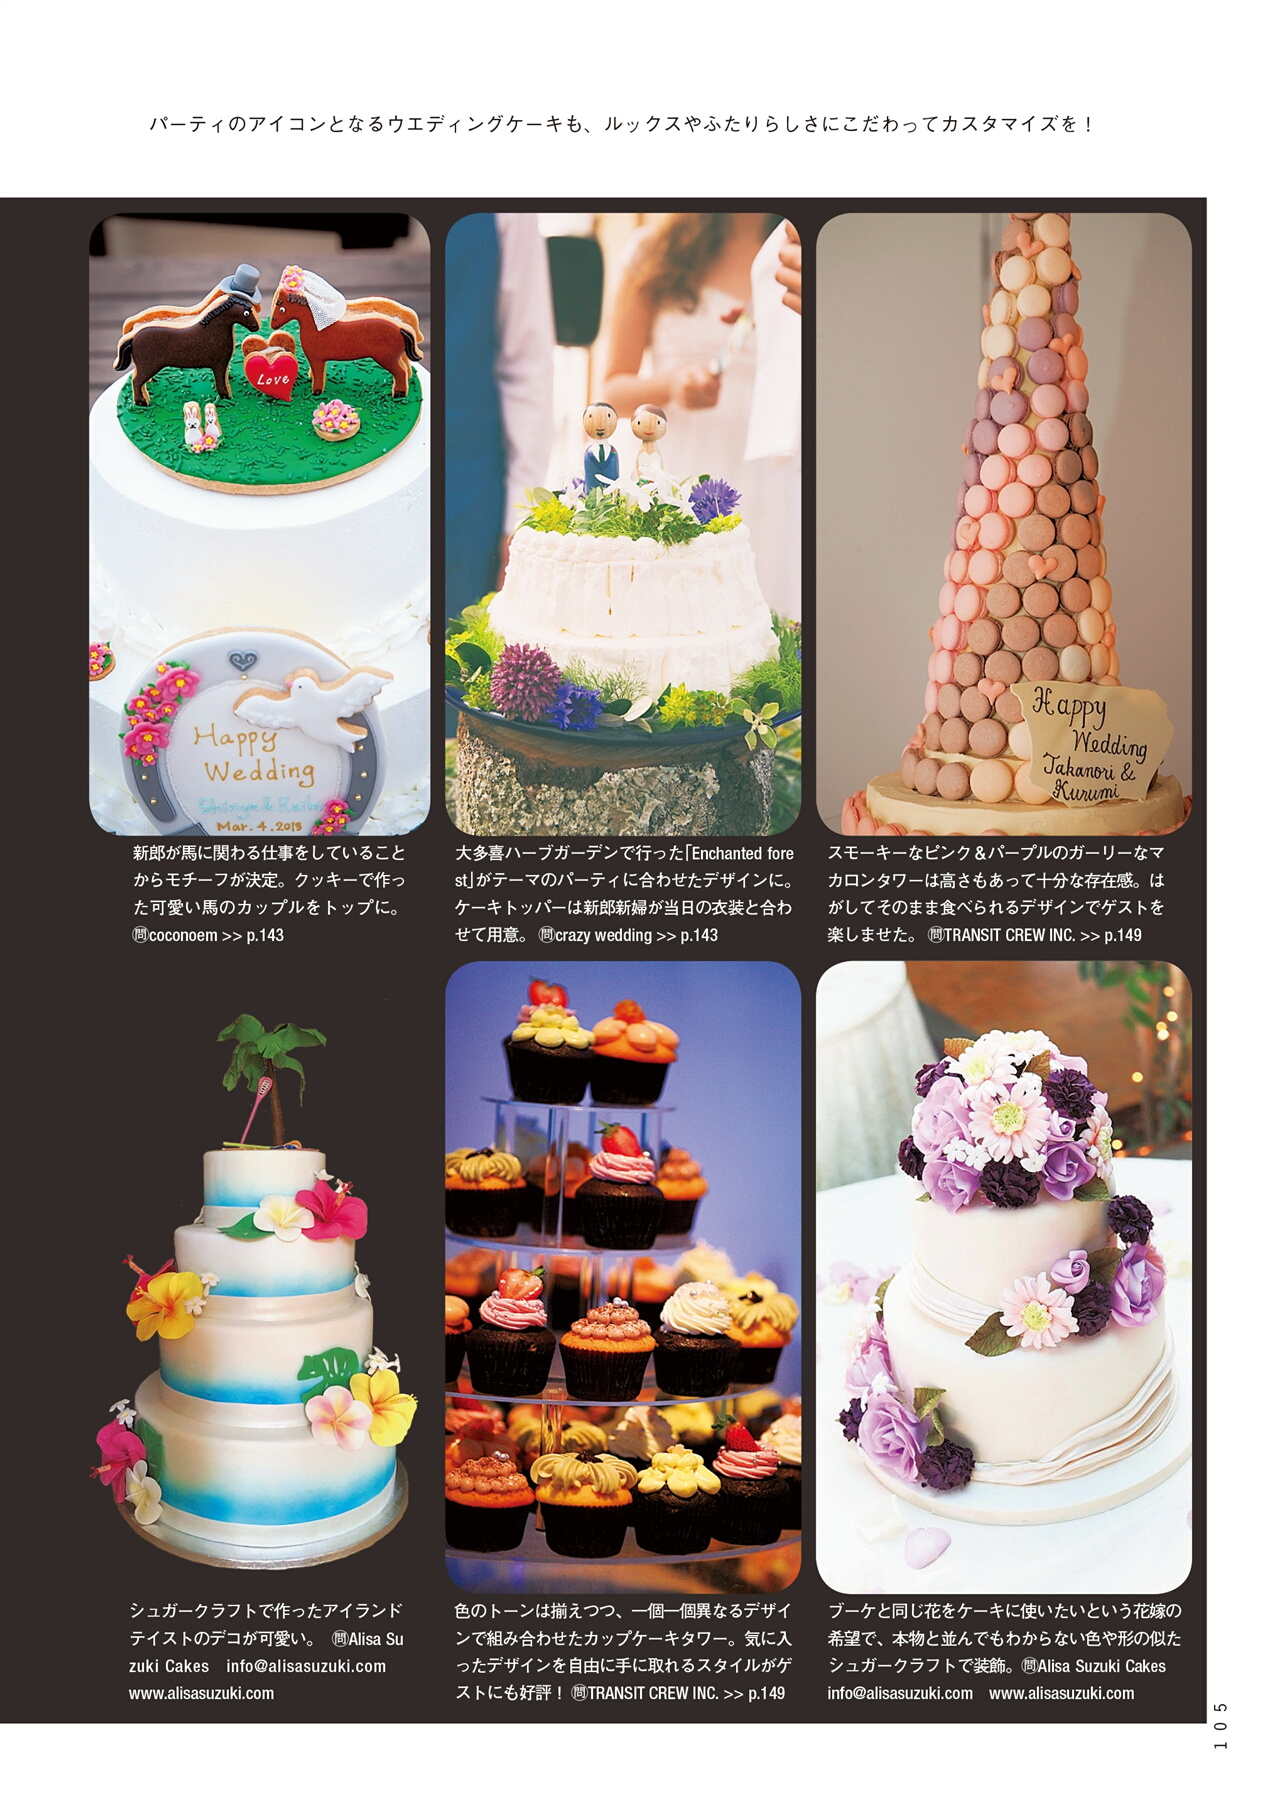 パーティのアイコンとなるウエディングケーキも、ルックスやふたりらしさにこだわってカスタマイズを！
Love
Happy
Wedding
Mar.4.2013
Happy
Wedding
Takanori &
Kurumi
新郎が馬に関わる仕事をしていること
からモチーフが決定。クッキーで作っ
た可愛い馬のカップルをトップに。
㉄coconoem >> p.143
大多喜ハーブガーデンで行った「Enchanted fore
st」がテーマのパーティに合わせたデザインに。
ケーキトッパーは新郎新婦が当日の衣装と合わ
せて用意。㉄crazy wedding >> p.143
スモーキーなピンク＆パープルのガーリーなマ
カロンタワーは高さもあって十分な存在感。は
がしてそのまま食べられるデザインでゲストを
楽しませた。㉄TRANSIT CREW INC. >> p.149
シュガークラフトで作ったアイランド
テイストのデコが可愛い。 ㉄Alisa Su
zuki Cakes info@alisasuzuki.com
www.alisasuzuki.com
色のトーンは揃えつつ、一個一個異なるデザイ
ンで組み合わせたカップケーキタワー。気に入
ったデザインを自由に手に取れるスタイルがゲ
ストにも好評！㉄TRANSIT CREW INC. >> p.149
ブーケと同じ花をケーキに使いたいという花嫁の
希望で、本物と並んでもわからない色や形の似た
シュガークラフトで装飾。㉄Alisa Suzuki Cakes
info@alisasuzuki.com www.alisasuzuki.com
105